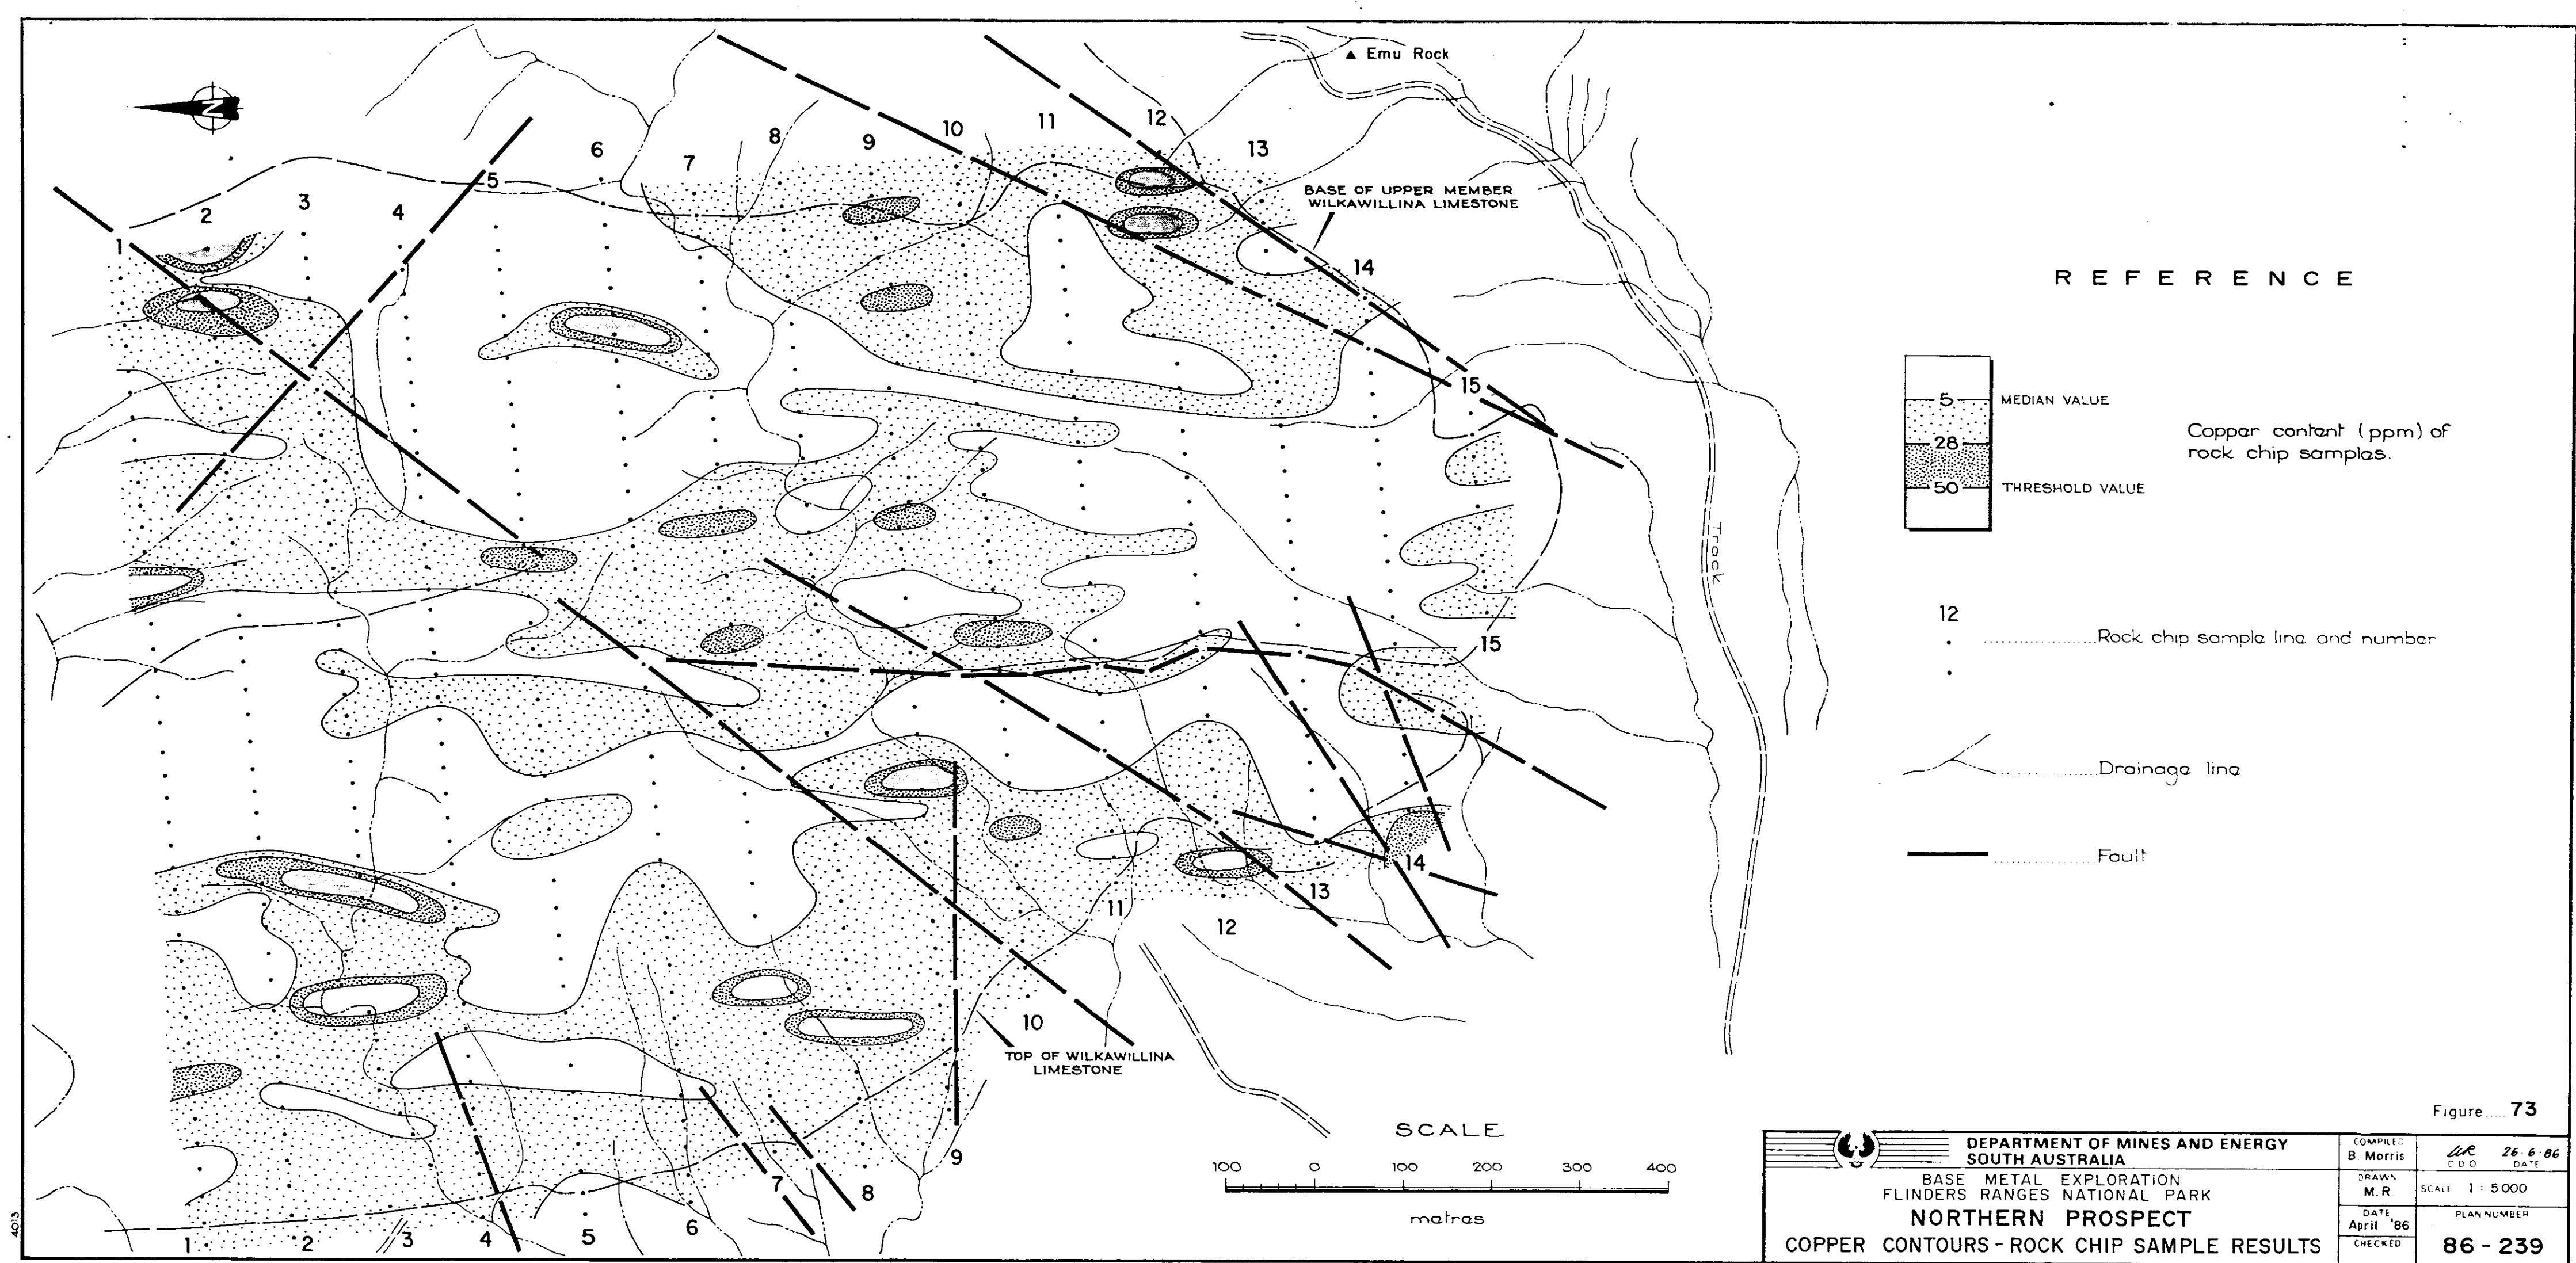 ▲ Emu Rock
N
1
2
3
4
5
6
7
8
9
10
11
12
13
14
15
BASE OF UPPER MEMBER
WILKAWILLINA LIMESTONE
Track
15
14
13
12
11
10
TOP OF WILKAWILLINA
LIMESTONE
9
8
7
6
5
4
3
2
1
4013
REFERENCE
5 MEDIAN VALUE
28
50 THRESHOLD VALUE
Copper content (ppm) of
rock chip samples.
12
Rock chip sample line and number
Drainage line
Fault
SCALE
100 0 100 200 300 400
metres
Figure..... 73
DEPARTMENT OF MINES AND ENERGY
SOUTH AUSTRALIA
BASE METAL EXPLORATION
FLINDERS RANGES NATIONAL PARK
NORTHERN PROSPECT
COPPER CONTOURS - ROCK CHIP SAMPLE RESULTS
COMPILED
B. Morris
C D O
26·6·86
DATE
DRAWN
M.R.
SCALE 1 : 5000
DATE
April '86
PLAN NUMBER
CHECKED
86 - 239